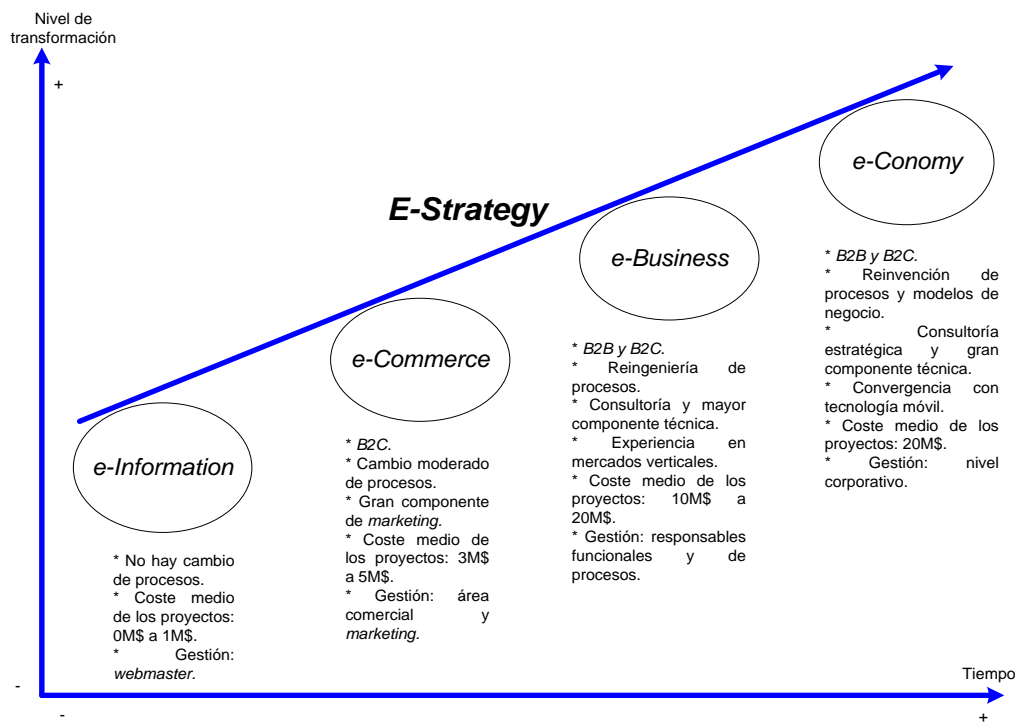 Nivel de
transformación
+
E-Strategy
e-Information
* No hay cambio
de procesos.
* Coste medio
de los proyectos:
0M$ a 1M$.
* Gestión:
webmaster.
e-Commerce
* B2C.
* Cambio moderado
de procesos.
* Gran componente
de marketing.
* Coste medio de
los proyectos: 3M$
a 5M$.
* Gestión: área
comercial y
marketing.
e-Business
* B2B y B2C.
* Reingeniería de
procesos.
* Consultoría y mayor
componente técnica.
* Experiencia en
mercados verticales.
* Coste medio de los
proyectos: 10M$ a
20M$.
* Gestión: responsables
funcionales y de
procesos.
e-Conomy
* B2B y B2C.
* Reinvención de
procesos y modelos de
negocio.
* Consultoría
estratégica y gran
componente técnica.
* Convergencia con
tecnología móvil.
* Coste medio de los
proyectos: 20M$.
* Gestión: nivel
corporativo.
Tiempo
-
-
+